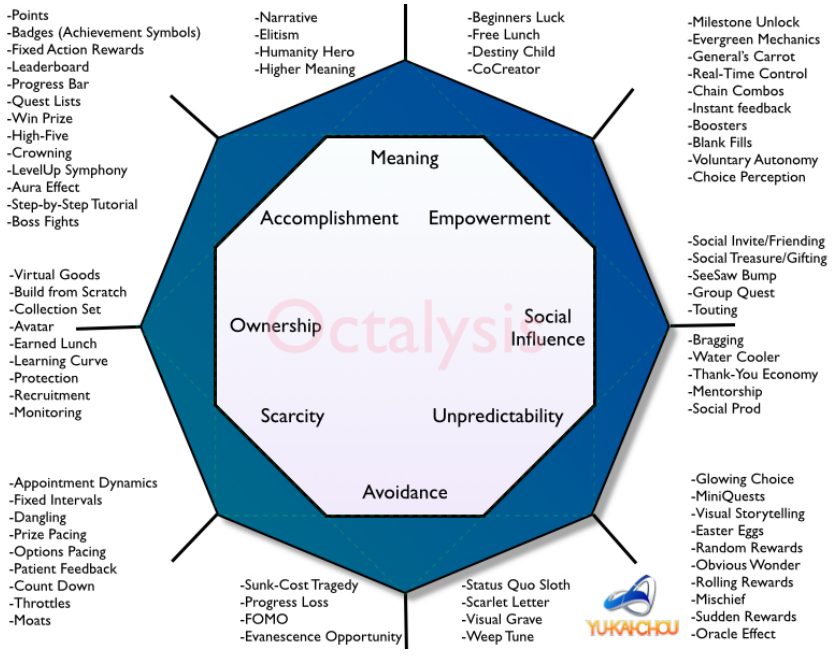 -Points
-Badges (Achievement Symbols)
-Fixed Action Rewards
-Leaderboard
-Progress Bar
-Quest Lists
-Win Prize
-High-Five
-Crowning
-LevelUp Symphony
-Aura Effect
-Step-by-Step Tutorial
-Boss Fights
-Narrative
-Elitism
-Humanity Hero
-Higher Meaning
-Beginners Luck
-Free Lunch
-Destiny Child
-CoCreator
-Milestone Unlock
-Evergreen Mechanics
-General's Carrot
-Real-Time Control
-Chain Combos
-Instant feedback
-Boosters
-Blank Fills
-Voluntary Autonomy
-Choice Perception
Meaning
Accomplishment
Empowerment
Ownership
Octalysis
Social
Influence
Scarcity
Unpredictability
Avoidance
-Virtual Goods
-Build from Scratch
-Collection Set
-Avatar
-Earned Lunch
-Learning Curve
-Protection
-Recruitment
-Monitoring
-Social Invite/Friending
-Social Treasure/Gifting
-SeeSaw Bump
-Group Quest
-Touting
-Bragging
-Water Cooler
-Thank-You Economy
-Mentorship
-Social Prod
-Appointment Dynamics
-Fixed Intervals
-Dangling
-Prize Pacing
-Options Pacing
-Patient Feedback
-Count Down
-Throttles
-Moats
-Sunk-Cost Tragedy
-Progress Loss
-FOMO
-Evanescence Opportunity
-Status Quo Sloth
-Scarlet Letter
-Visual Grave
-Weep Tune
YU-KAI-CHOU
-Glowing Choice
-MiniQuests
-Visual Storytelling
-Easter Eggs
-Random Rewards
-Obvious Wonder
-Rolling Rewards
-Mischief
-Sudden Rewards
-Oracle Effect